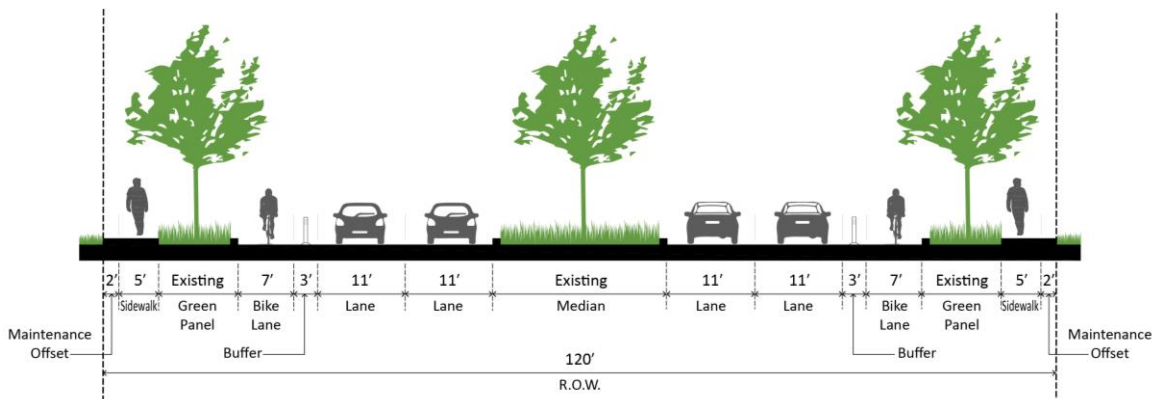 2’ 5’ Existing 7’ 3’ 11’ 11’ Existing 11’ 11’ 3’ 7’ Existing 5’ 2’
Sidewalk Green Bike Lane Lane Median Lane Lane Bike Green Sidewalk
Panel Lane Lane Panel
Maintenance Maintenance
Offset Buffer Buffer Offset
120’
R.O.W.